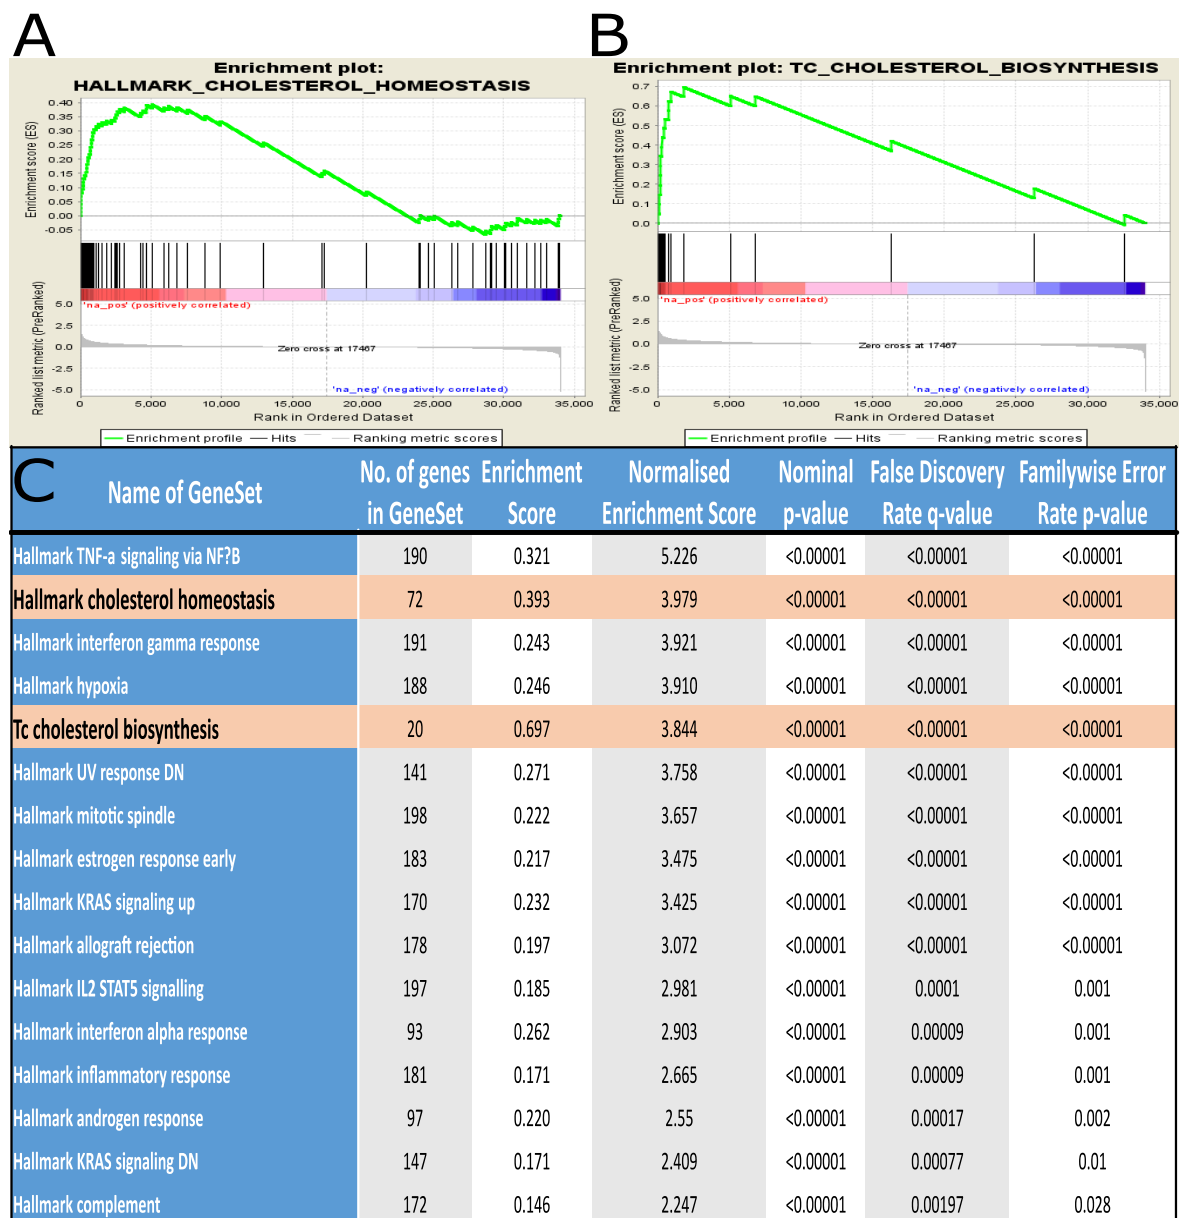 A
Enrichment plot:
HALLMARK_CHOLESTEROL_HOMEOSTASIS
Enrichment score (ES)
0.40
0.35
0.30
0.25
0.20
0.15
0.10
0.05
0.00
-0.05
Ranked list metric (PreRanked)
'na_pos' (positively correlated)
5.0
2.5
0.0
-2.5
-5.0
Zero cross at 17467
'na_neg' (negatively correlated)
0 5,000 10,000 15,000 20,000 25,000 30,000 35,000
Rank in Ordered Dataset
Enrichment profile Hits Ranking metric scores
B
Enrichment plot: TC_CHOLESTEROL_BIOSYNTHESIS
Enrichment score (ES)
0.7
0.6
0.5
0.4
0.3
0.2
0.1
0.0
Ranked list metric (PreRanked)
'na_pos' (positively correlated)
5.0
2.5
0.0
-2.5
-5.0
Zero cross at 17467
'na_neg' (negatively correlated)
0 5,000 10,000 15,000 20,000 25,000 30,000 35,000
Rank in Ordered Dataset
Enrichment profile Hits Ranking metric scores
C
Name of GeneSet No. of genes in GeneSet Enrichment Score Normalised Enrichment Score Nominal p-value False Discovery Rate q-value Familywise Error Rate p-value
Hallmark TNF-a signaling via NF?B 190 0.321 5.226 <0.00001 <0.00001 <0.00001
Hallmark cholesterol homeostasis 72 0.393 3.979 <0.00001 <0.00001 <0.00001
Hallmark interferon gamma response 191 0.243 3.921 <0.00001 <0.00001 <0.00001
Hallmark hypoxia 188 0.246 3.910 <0.00001 <0.00001 <0.00001
Tc cholesterol biosynthesis 20 0.697 3.844 <0.00001 <0.00001 <0.00001
Hallmark UV response DN 141 0.271 3.758 <0.00001 <0.00001 <0.00001
Hallmark mitotic spindle 198 0.222 3.657 <0.00001 <0.00001 <0.00001
Hallmark estrogen response early 183 0.217 3.475 <0.00001 <0.00001 <0.00001
Hallmark KRAS signaling up 170 0.232 3.425 <0.00001 <0.00001 <0.00001
Hallmark allograft rejection 178 0.197 3.072 <0.00001 <0.00001 <0.00001
Hallmark IL2 STAT5 signalling 197 0.185 2.981 <0.00001 0.0001 0.001
Hallmark interferon alpha response 93 0.262 2.903 <0.00001 0.00009 0.001
Hallmark inflammatory response 181 0.171 2.665 <0.00001 0.00009 0.001
Hallmark androgen response 97 0.220 2.55 <0.00001 0.00017 0.002
Hallmark KRAS signaling DN 147 0.171 2.409 <0.00001 0.00077 0.01
Hallmark complement 172 0.146 2.247 <0.00001 0.00197 0.028